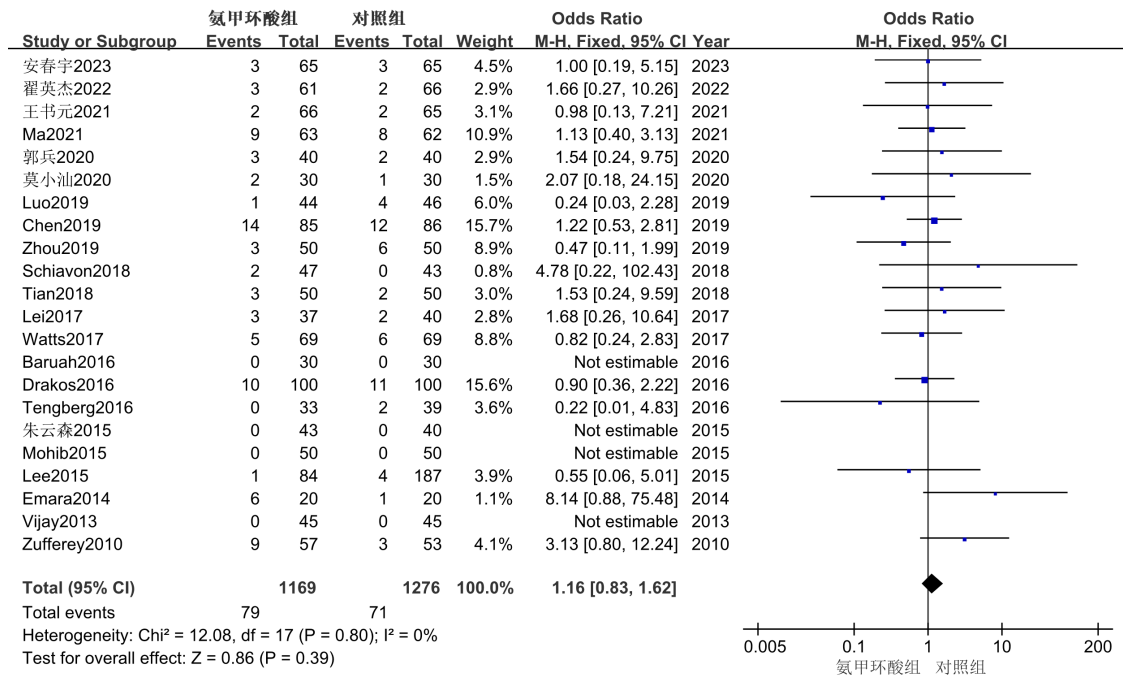 氨甲环酸组 对照组 Odds Ratio Odds Ratio
Study or Subgroup Events Total Events Total Weight M-H, Fixed, 95% CI Year M-H, Fixed, 95% CI
安春宇2023 3 65 3 65 4.5% 1.00 [0.19, 5.15] 2023
翟英杰2022 3 61 2 66 2.9% 1.66 [0.27, 10.26] 2022
王书元2021 2 66 2 65 3.1% 0.98 [0.13, 7.21] 2021
Ma2021 9 63 8 62 10.9% 1.13 [0.40, 3.13] 2021
郭兵2020 3 40 2 40 2.9% 1.54 [0.24, 9.75] 2020
莫小汕2020 2 30 1 30 1.5% 2.07 [0.18, 24.15] 2020
Luo2019 1 44 4 46 6.0% 0.24 [0.03, 2.28] 2019
Chen2019 14 85 12 86 15.7% 1.22 [0.53, 2.81] 2019
Zhou2019 3 50 6 50 8.9% 0.47 [0.11, 1.99] 2019
Schiavon2018 2 47 0 43 0.8% 4.78 [0.22, 102.43] 2018
Tian2018 3 50 2 50 3.0% 1.53 [0.24, 9.59] 2018
Lei2017 3 37 2 40 2.8% 1.68 [0.26, 10.64] 2017
Watts2017 5 69 6 69 8.8% 0.82 [0.24, 2.83] 2017
Baruah2016 0 30 0 30 Not estimable 2016
Drakos2016 10 100 11 100 15.6% 0.90 [0.36, 2.22] 2016
Tengberg2016 0 33 2 39 3.6% 0.22 [0.01, 4.83] 2016
朱云森2015 0 43 0 40 Not estimable 2015
Mohib2015 0 50 0 50 Not estimable 2015
Lee2015 1 84 4 187 3.9% 0.55 [0.06, 5.01] 2015
Emara2014 6 20 1 20 1.1% 8.14 [0.88, 75.48] 2014
Vijay2013 0 45 0 45 Not estimable 2013
Zufferey2010 9 57 3 53 4.1% 3.13 [0.80, 12.24] 2010
Total (95% CI) 1169 1276 100.0% 1.16 [0.83, 1.62]
Total events 79 71
Heterogeneity: Chi² = 12.08, df = 17 (P = 0.80); I² = 0%
Test for overall effect: Z = 0.86 (P = 0.39)
0.005 0.1 1 10 200
氨甲环酸组 对照组